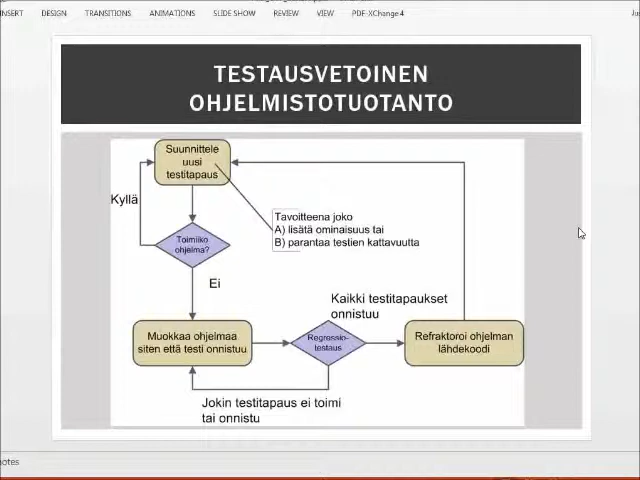 INSERT DESIGN TRANSITIONS ANIMATIONS SLIDE SHOW REVIEW VIEW PDF-XChange 4
TESTAUSVETOINEN
OHJELMISTOTUOTANTO
Suunnittele
uusi
testitapaus
Kyllä
Toimiiko
ohjelma?
Tavoitteena joko
A) lisätä ominaisuus tai
B) parantaa testien kattavuutta
Ei
Kaikki testitapaukset
onnistuu
Muokkaa ohjelmaa
siten että testi onnistuu
Regressio-
testaus
Refraktoroi ohjelman
lähdekoodi
Jokin testitapaus ei toimi
tai onnistu